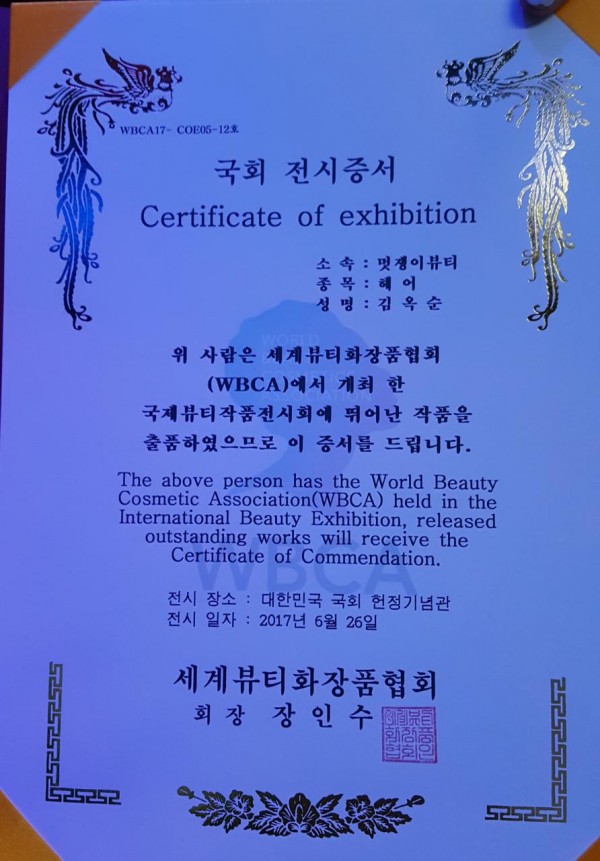 WBCA17- COE05-12호
국회 전시증서
Certificate of exhibition
소 속 : 멋쟁이뷰티
종 목 : 헤 어
성 명 : 김 옥 순
WORLD
ASSOCIATION
위 사람은 세계뷰티화장품협회
(WBCA)에서 개최 한
국제뷰티작품전시회에 뛰어난 작품을
출품하였으므로 이 증서를 드립니다.
The above person has the World Beauty
Cosmetic Association(WBCA) held in the
International Beauty Exhibition, released
outstanding works will receive the
Certificate of Commendation.
WBCA
전시 장소 : 대한민국 국회 헌정기념관
전시 일자 : 2017년 6월 26일
세계뷰티화장품협회
회 장 장 인 수